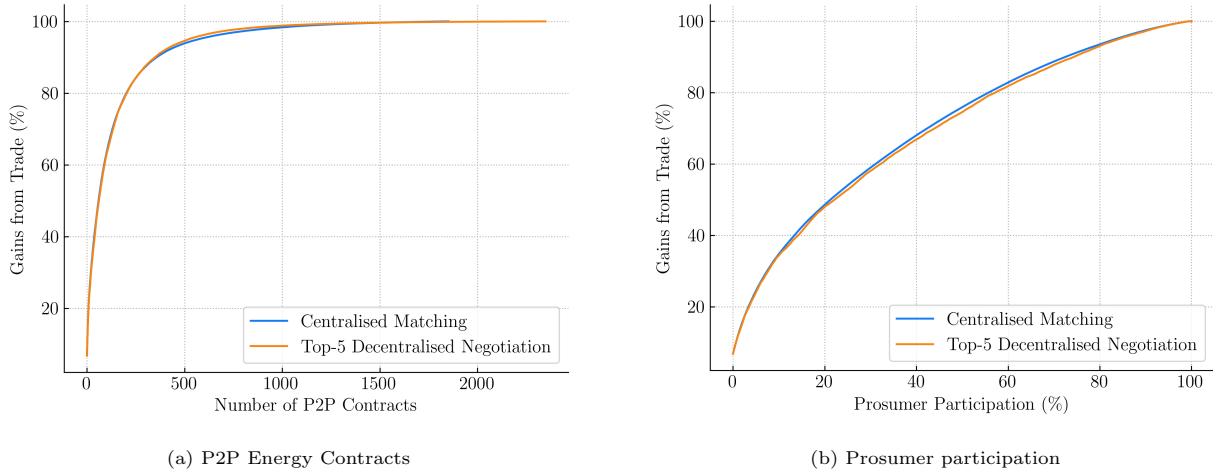 100
80
60
40
20
Gains from Trade (%)
Centralised Matching
Top-5 Decentralised Negotiation
0
500
1000
1500
2000
Number of P2P Contracts
(a) P2P Energy Contracts
100
80
60
40
20
Gains from Trade (%)
Centralised Matching
Top-5 Decentralised Negotiation
0
20
40
60
80
100
Prosumer Participation (%)
(b) Prosumer participation